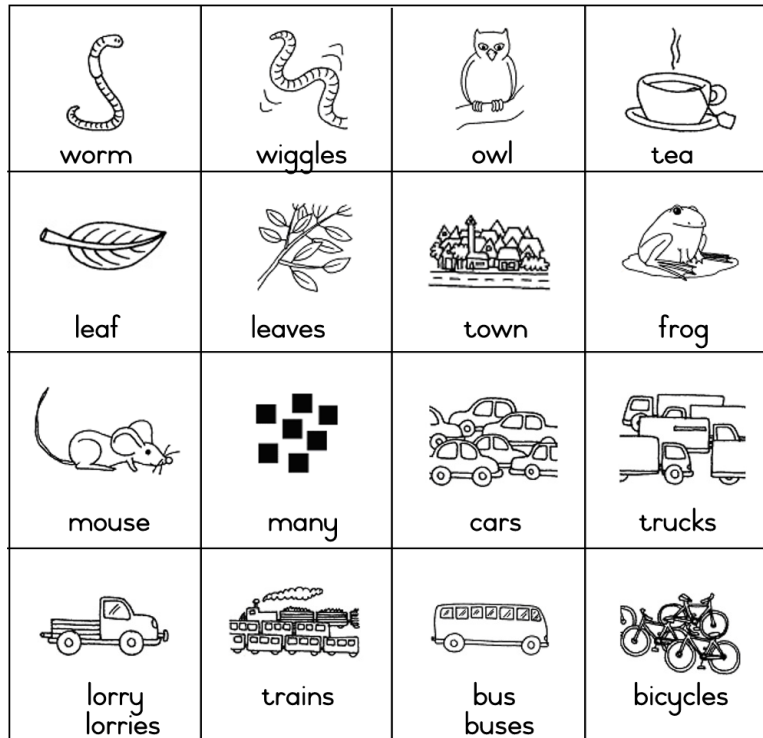 worm
wiggles
owl
tea
leaf
leaves
town
frog
mouse
many
cars
trucks
lorry
lorries
trains
bus
buses
bicycles